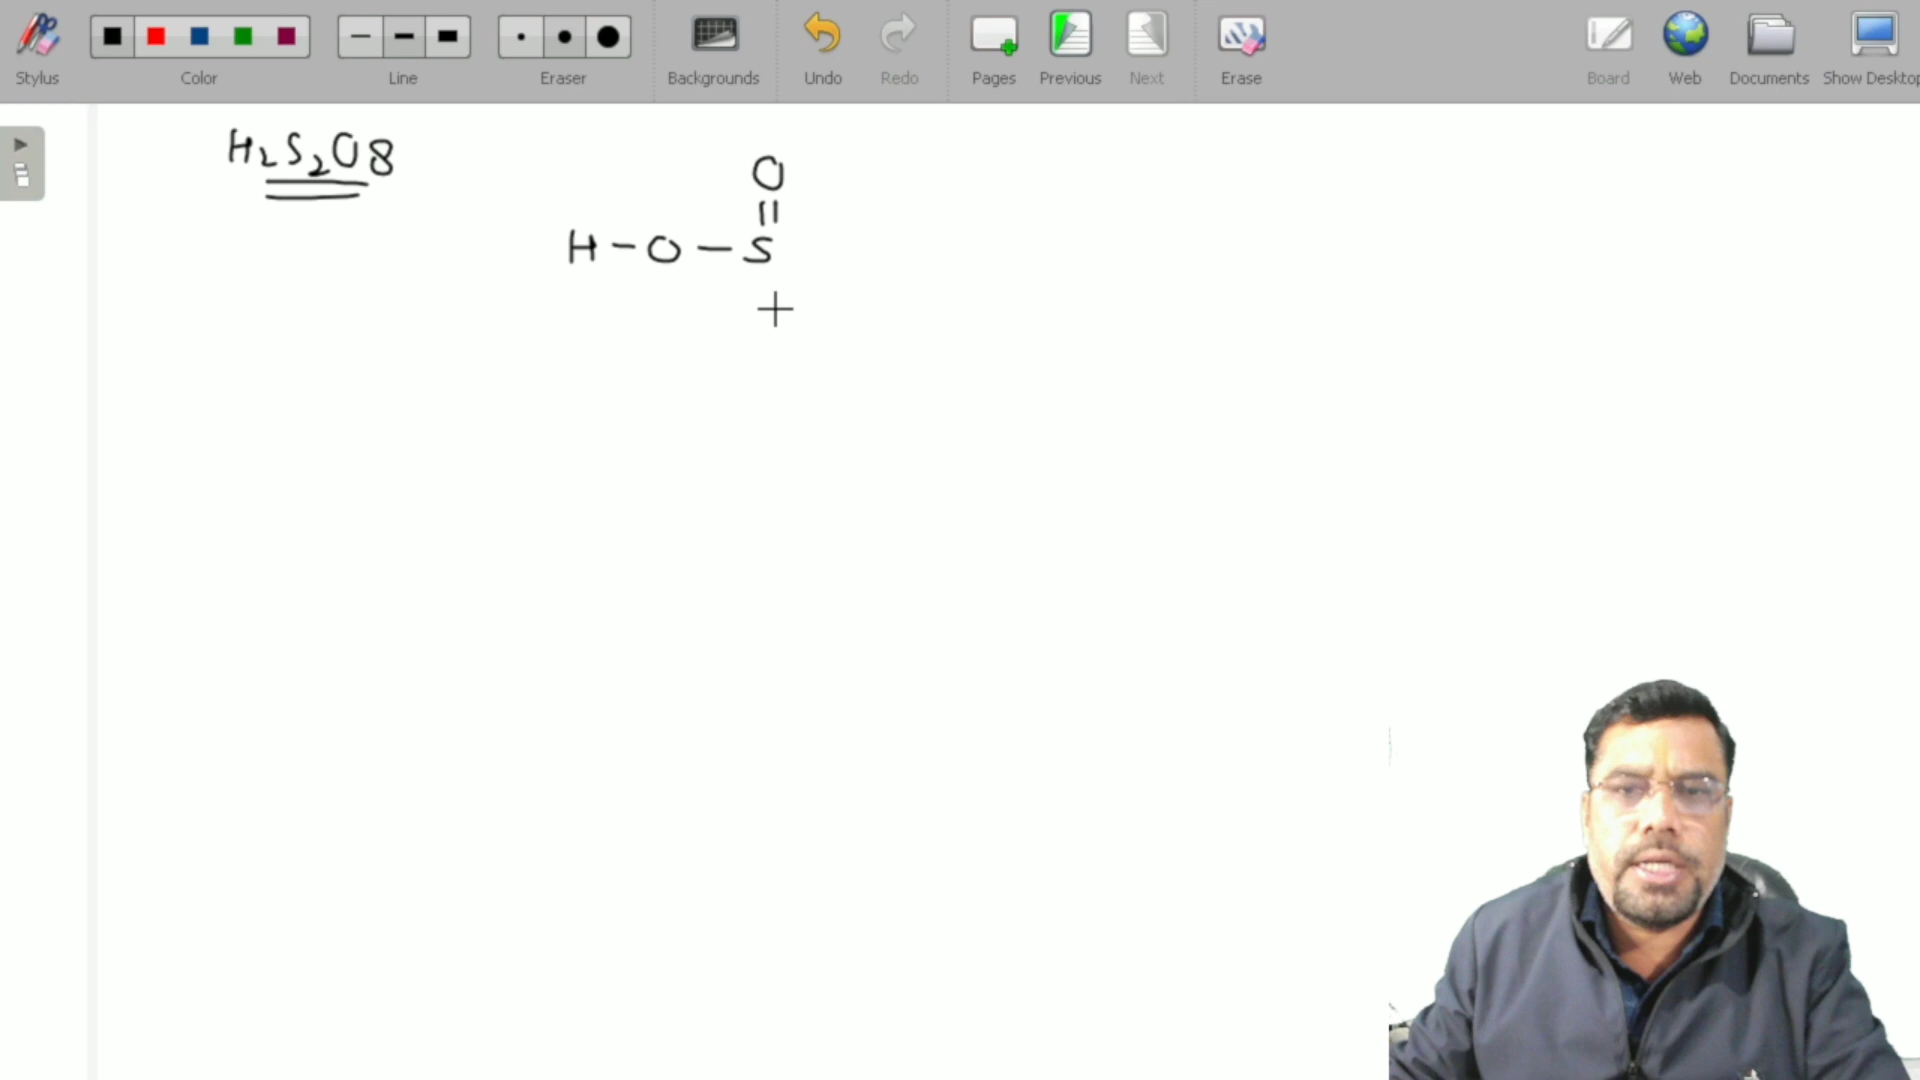 Stylus Color Line Eraser Backgrounds Undo Redo Pages Previous Next Erase Board Web Documents Show Desktop
H₂S₂O8
O
||
H-O-S